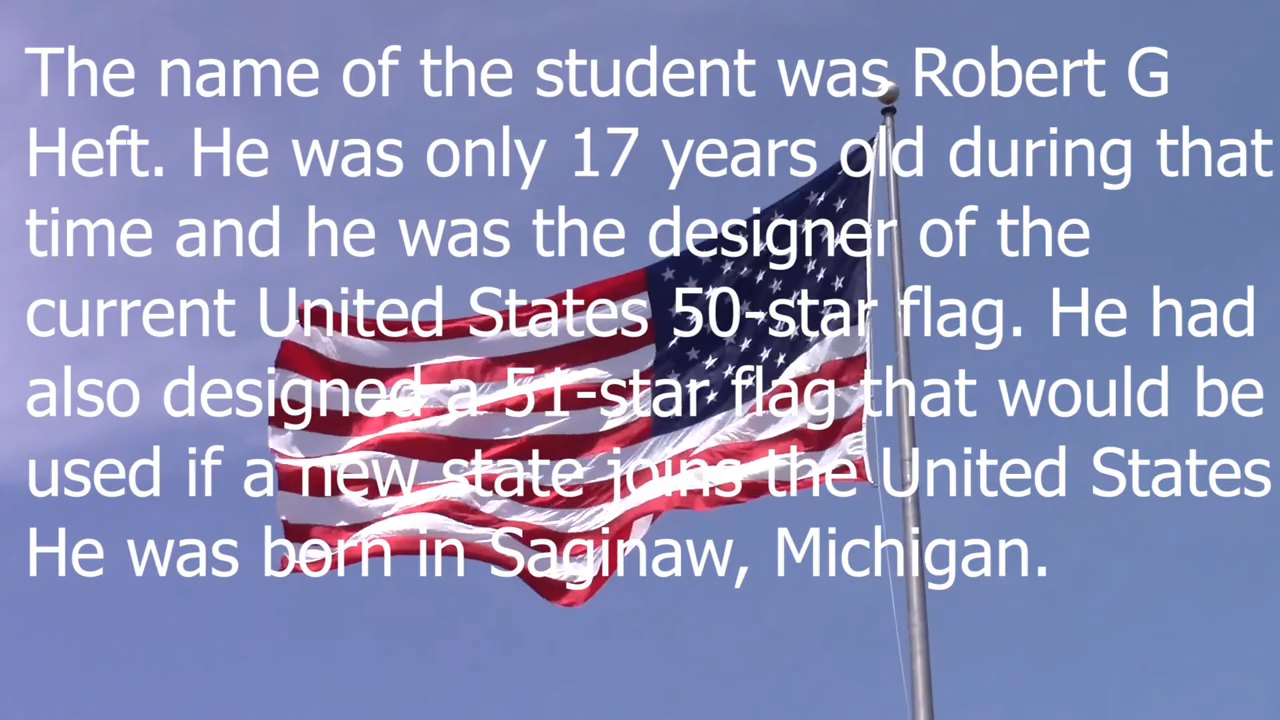 The name of the student was Robert G
Heft. He was only 17 years old during that
time and he was the designer of the
current United States 50-star flag. He had
also designed a 51-star flag that would be
used if a new state joins the United States
He was born in Saginaw, Michigan.